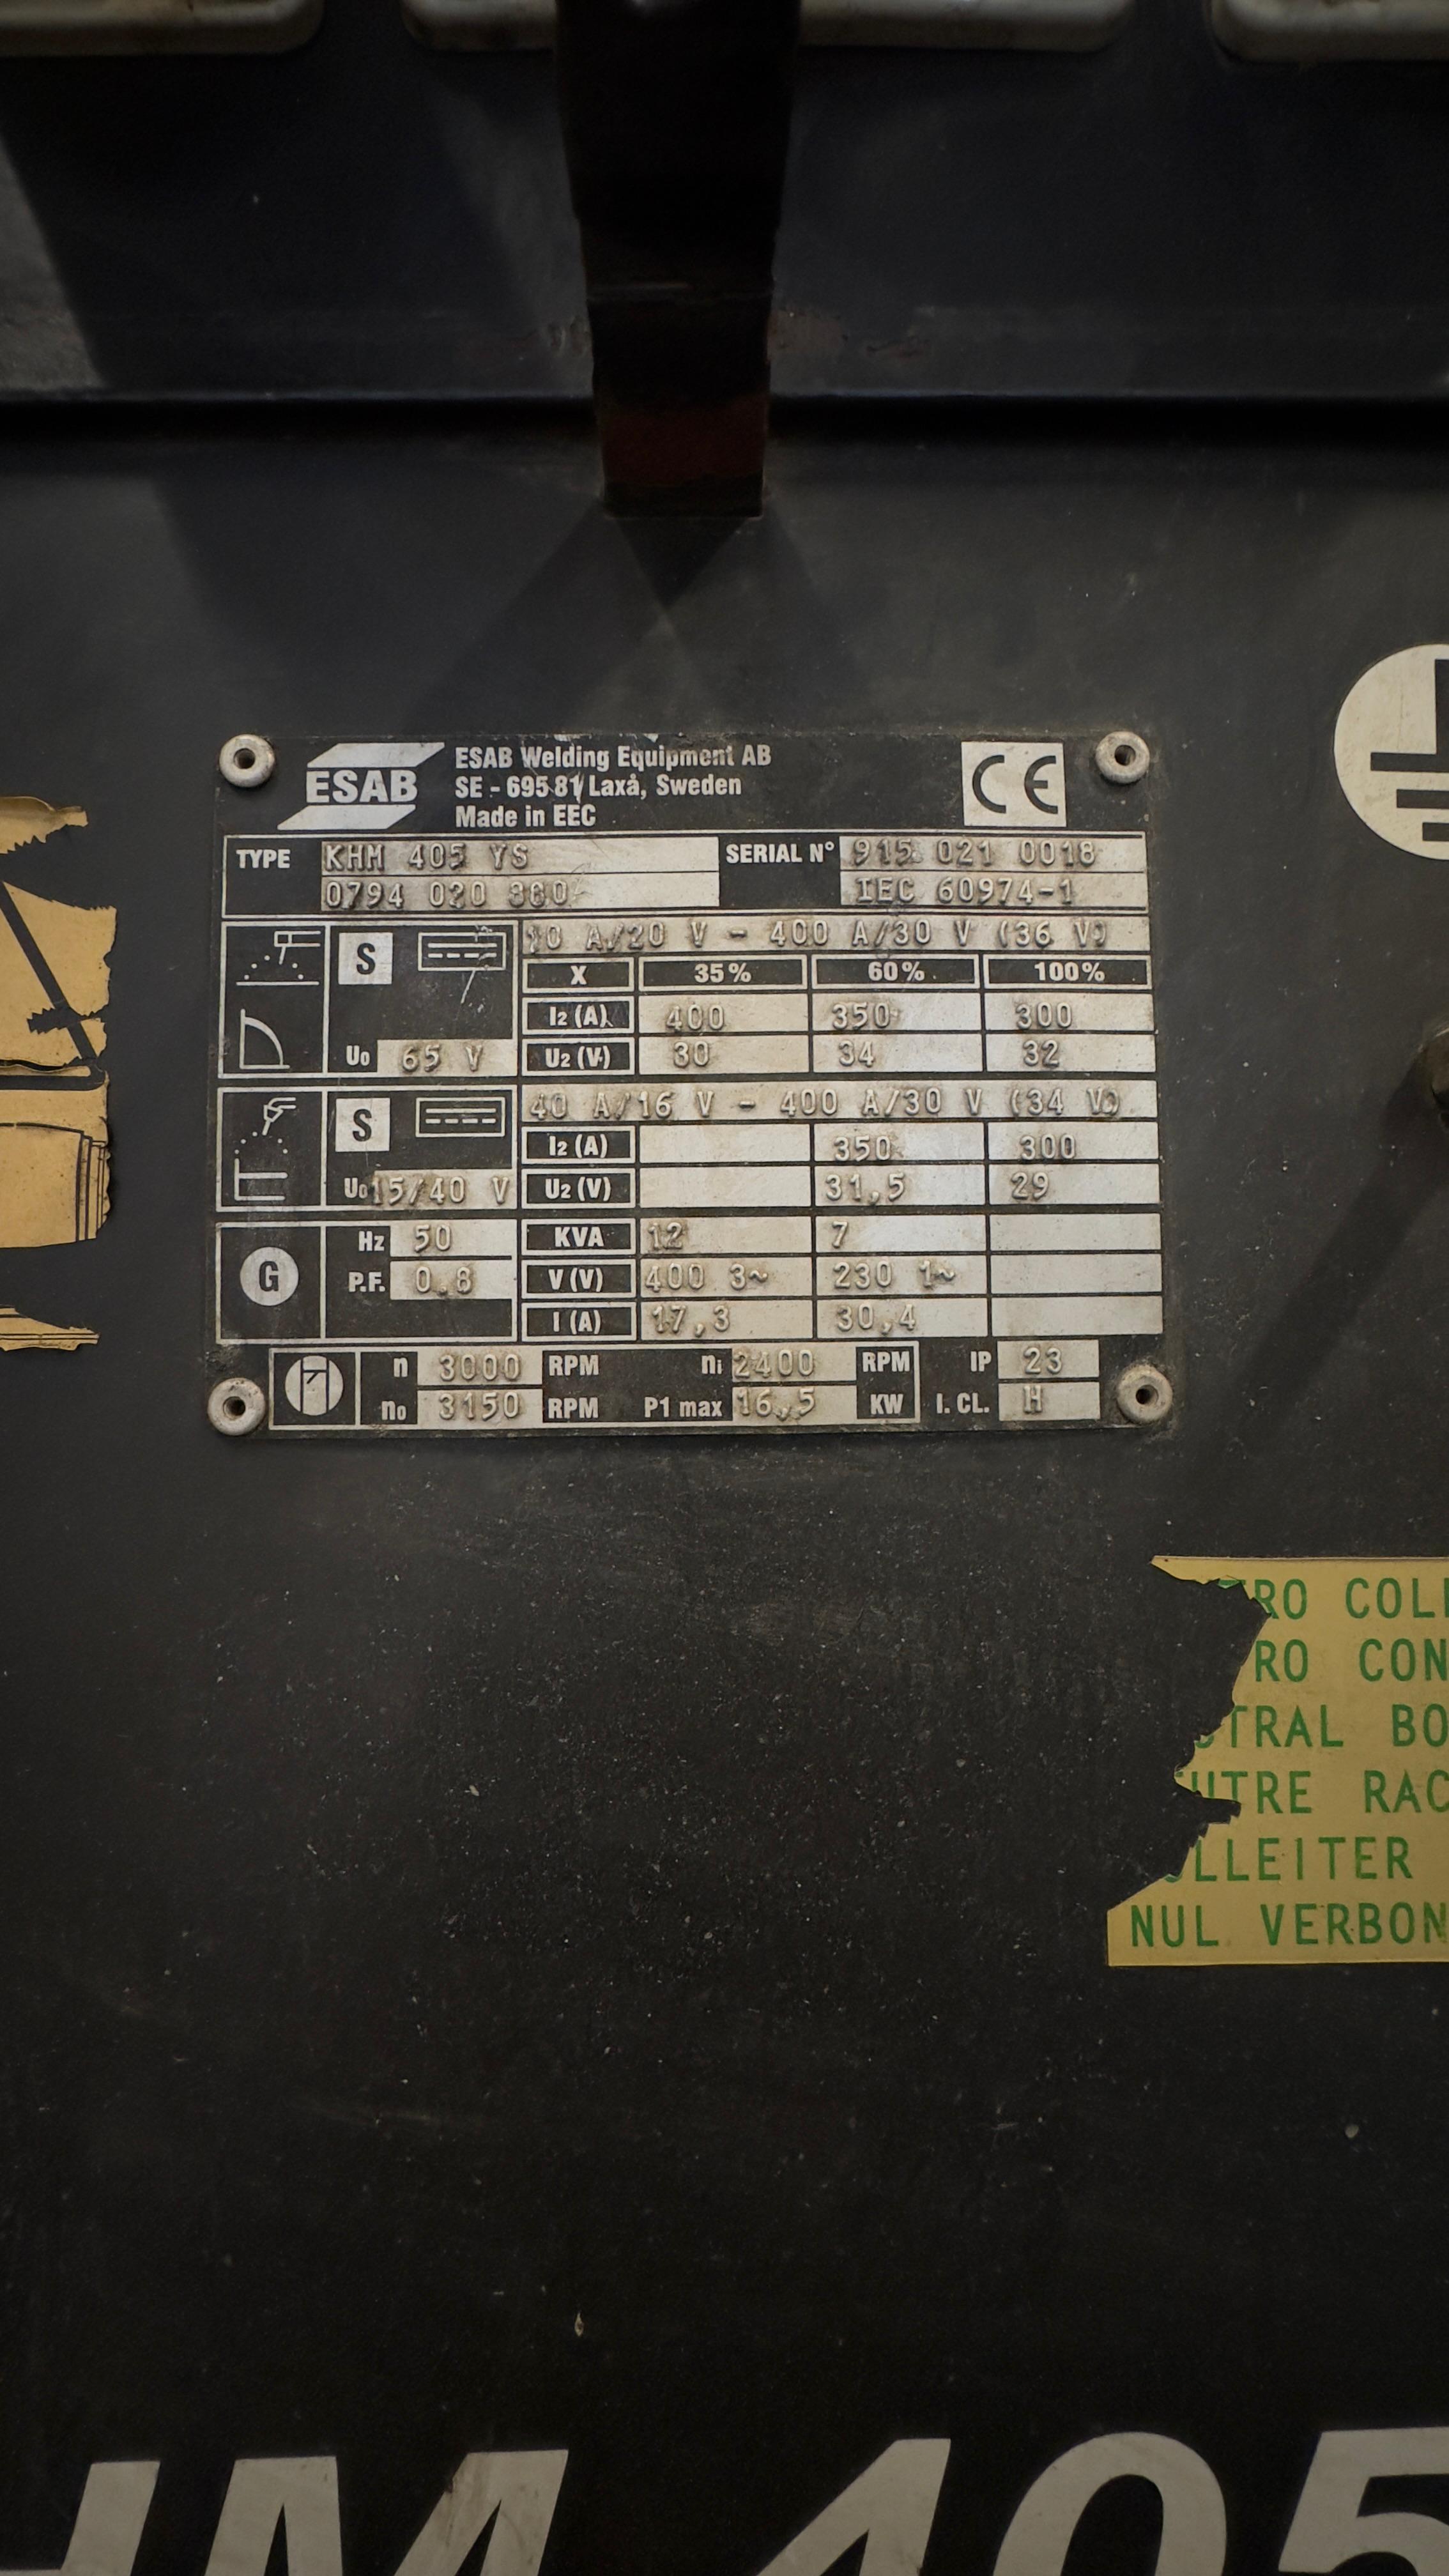 ESAB
ESAB Welding Equipment AB
SE - 695 81 Laxå, Sweden
Made in EEC
CE
TYPE KHM 405 YS SERIAL N° 915 021 0018
0794 020 880 IEC 60974-1
S 10 A/20 V - 400 A/30 V (36 V)
X 35% 60% 100%
I2 (A) 400 350 300
U0 65 V U2 (V) 30 34 32
S 40 A/16 V - 400 A/30 V (34 V)
I2 (A) 350 300
U0 15/40 V U2 (V) 31,5 29
G Hz 50 KVA 12 7
P.F. 0.8 V (V) 400 3~ 230 1~
I (A) 17,3 30,4
n 3000 RPM ni 2400 RPM IP 23
n0 3150 RPM P1 max 16,5 KW I. CL. H
RO COL
RO CON
TRAL BO
UTRE RAC
LLEITER
NUL VERBON
HM 405